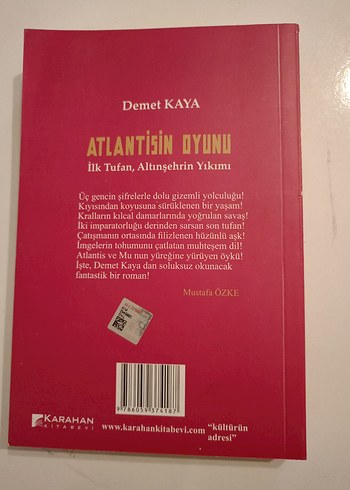 Demet KAYA
ATLANTİSİN OYUNU
İlk Tufan, Altınşehrin Yıkımı
Üç gencin şifrelerle dolu gizemli yolculuğu!
Kıyısından koyusuna sürüklenen bir yaşam!
Kralların kılcal damarlarında yoğrulan savaş!
İki imparatorluğu derinden sarsan son tufan!
Çatışmanın ortasında filizlenen hüzünlü aşk!
İmgelerin tohumunu çatlatan muhteşem dil!
Atlantis ve Mu nun yüreğine yürüyen öykü!
İşte, Demet Kaya dan soluksuz okunacak
fantastik bir roman!
Mustafa ÖZKE
9 786059 374187
KARAHAN
KİTABEVİ
www.karahankitabevi.com
“kültürün
adresi”